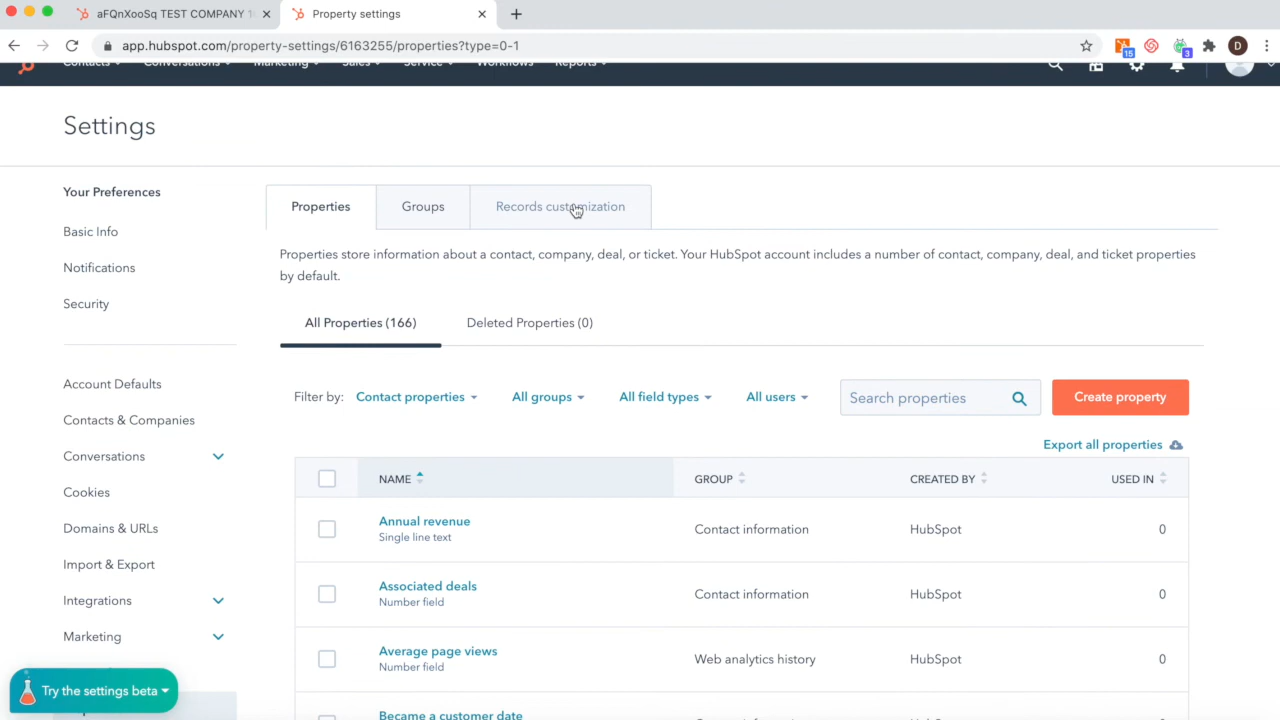 aFQnXooSq TEST COMPANY
Property settings
app.hubspot.com/property-settings/6163255/properties?type=0-1
15
3
D
Contacts
Conversations
Marketing
Sales
Service
Workflows
Reports
Settings
Your Preferences
Basic Info
Notifications
Security
Account Defaults
Contacts & Companies
Conversations
Cookies
Domains & URLs
Import & Export
Integrations
Marketing
Try the settings beta
Properties
Groups
Records customization
Properties store information about a contact, company, deal, or ticket. Your HubSpot account includes a number of contact, company, deal, and ticket properties
by default.
All Properties (166)
Deleted Properties (0)
Filter by:
Contact properties
All groups
All field types
All users
Search properties
Create property
Export all properties
NAME
GROUP
CREATED BY
USED IN
Annual revenue
Single line text
Contact information
HubSpot
0
Associated deals
Number field
Contact information
HubSpot
0
Average page views
Number field
Web analytics history
HubSpot
0
Became a customer date